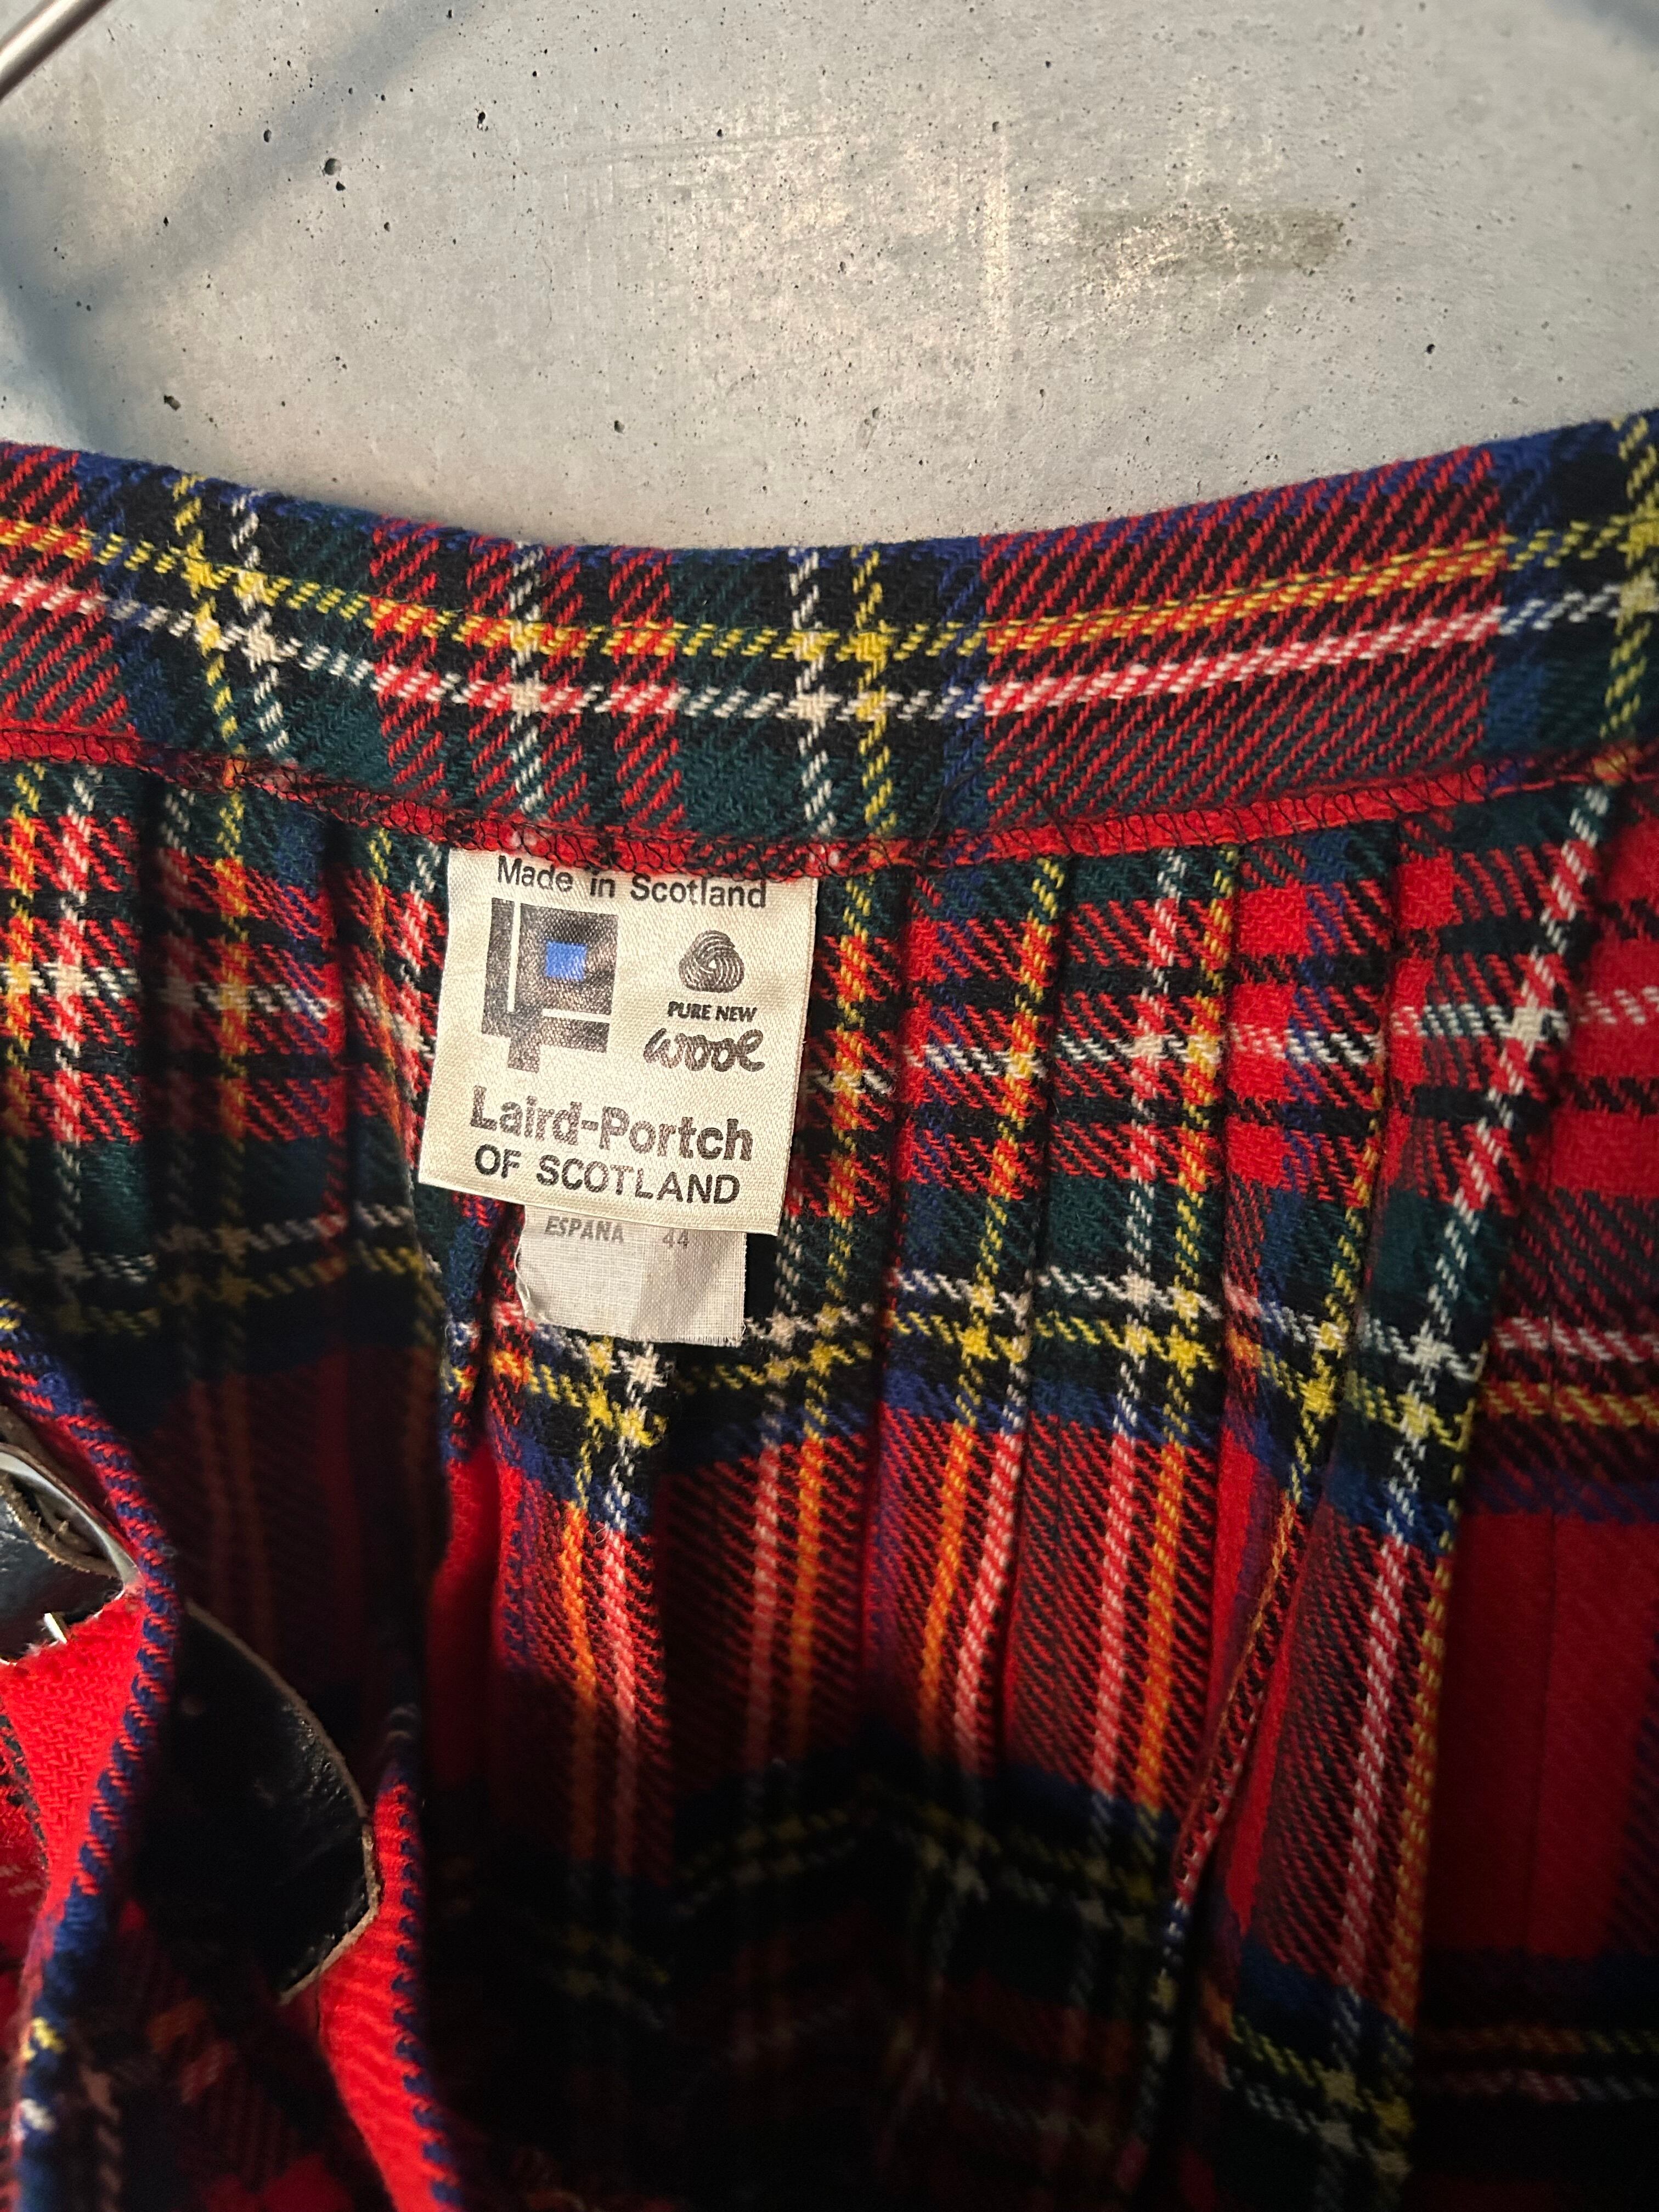 Made in Scotland
PURE NEW
wool
Laird-Portch
OF SCOTLAND
ESPANA 44